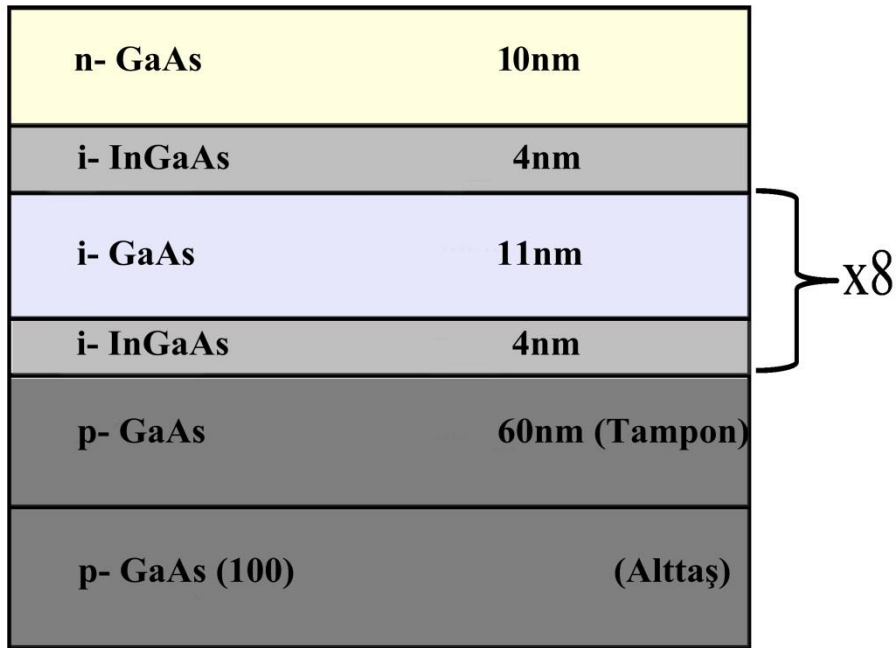 n- GaAs 10nm
i- InGaAs 4nm
i- GaAs 11nm
x8
i- InGaAs 4nm
p- GaAs 60nm (Tampon)
p- GaAs (100) (Alttaş)